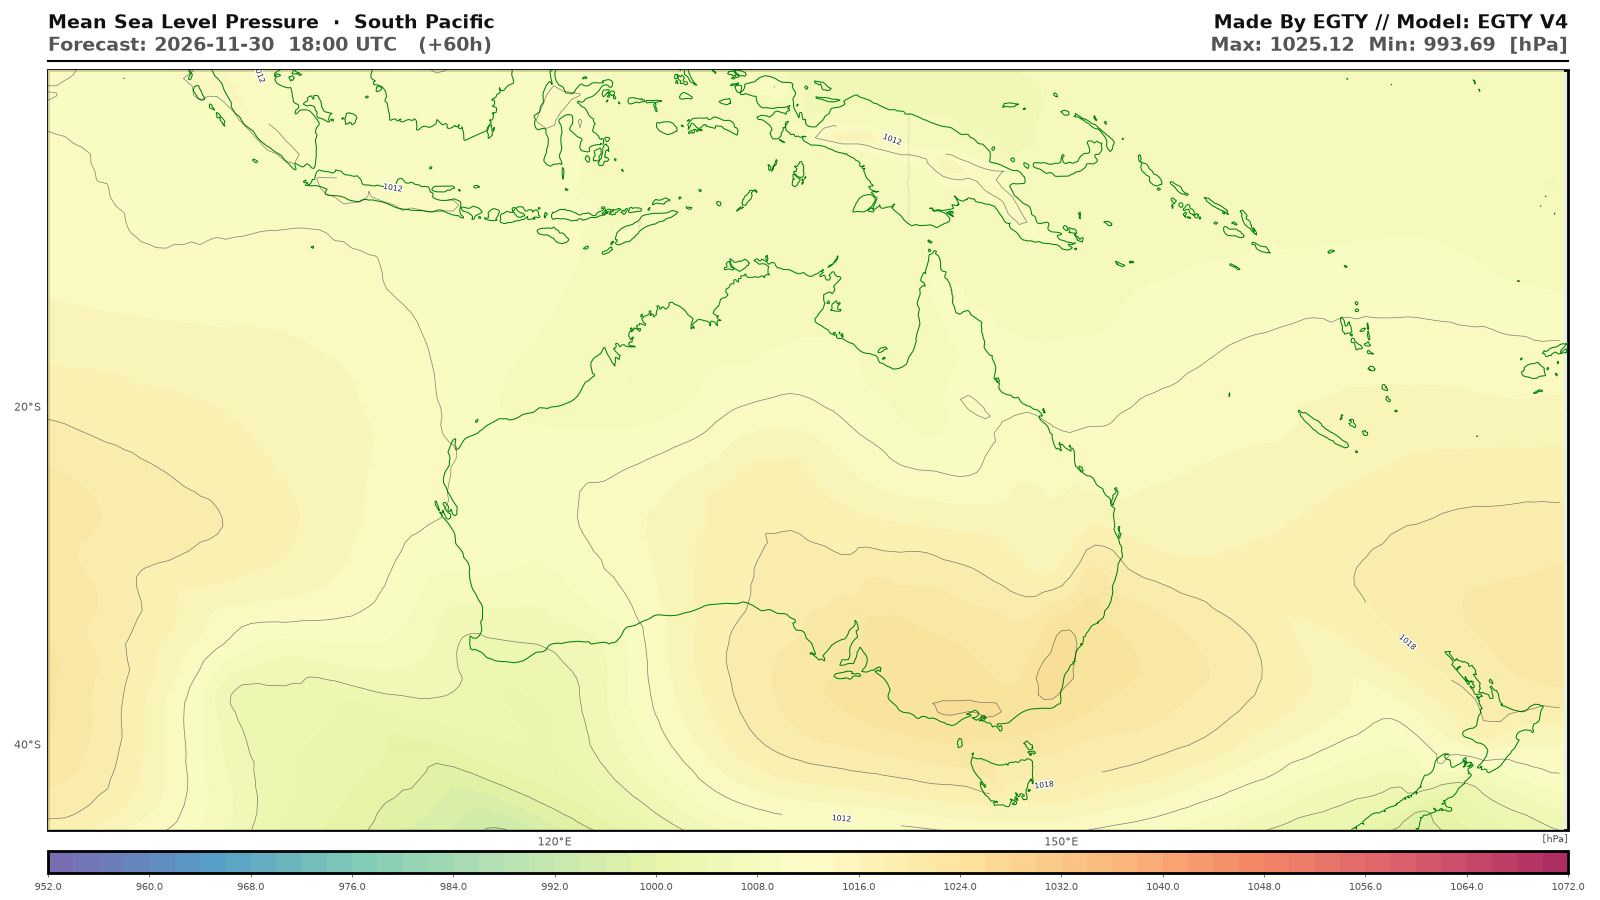 Mean Sea Level Pressure · South Pacific
Made By EGTY // Model: EGTY V4
Forecast: 2026-11-30 18:00 UTC (+60h)
Max: 1025.12 Min: 993.69 [hPa]
1012
1012
1012
20°S
1018
40°S
1018
1012
120°E
150°E
[hPa]
952.0
960.0
968.0
976.0
984.0
992.0
1000.0
1008.0
1016.0
1024.0
1032.0
1040.0
1048.0
1056.0
1064.0
1072.0